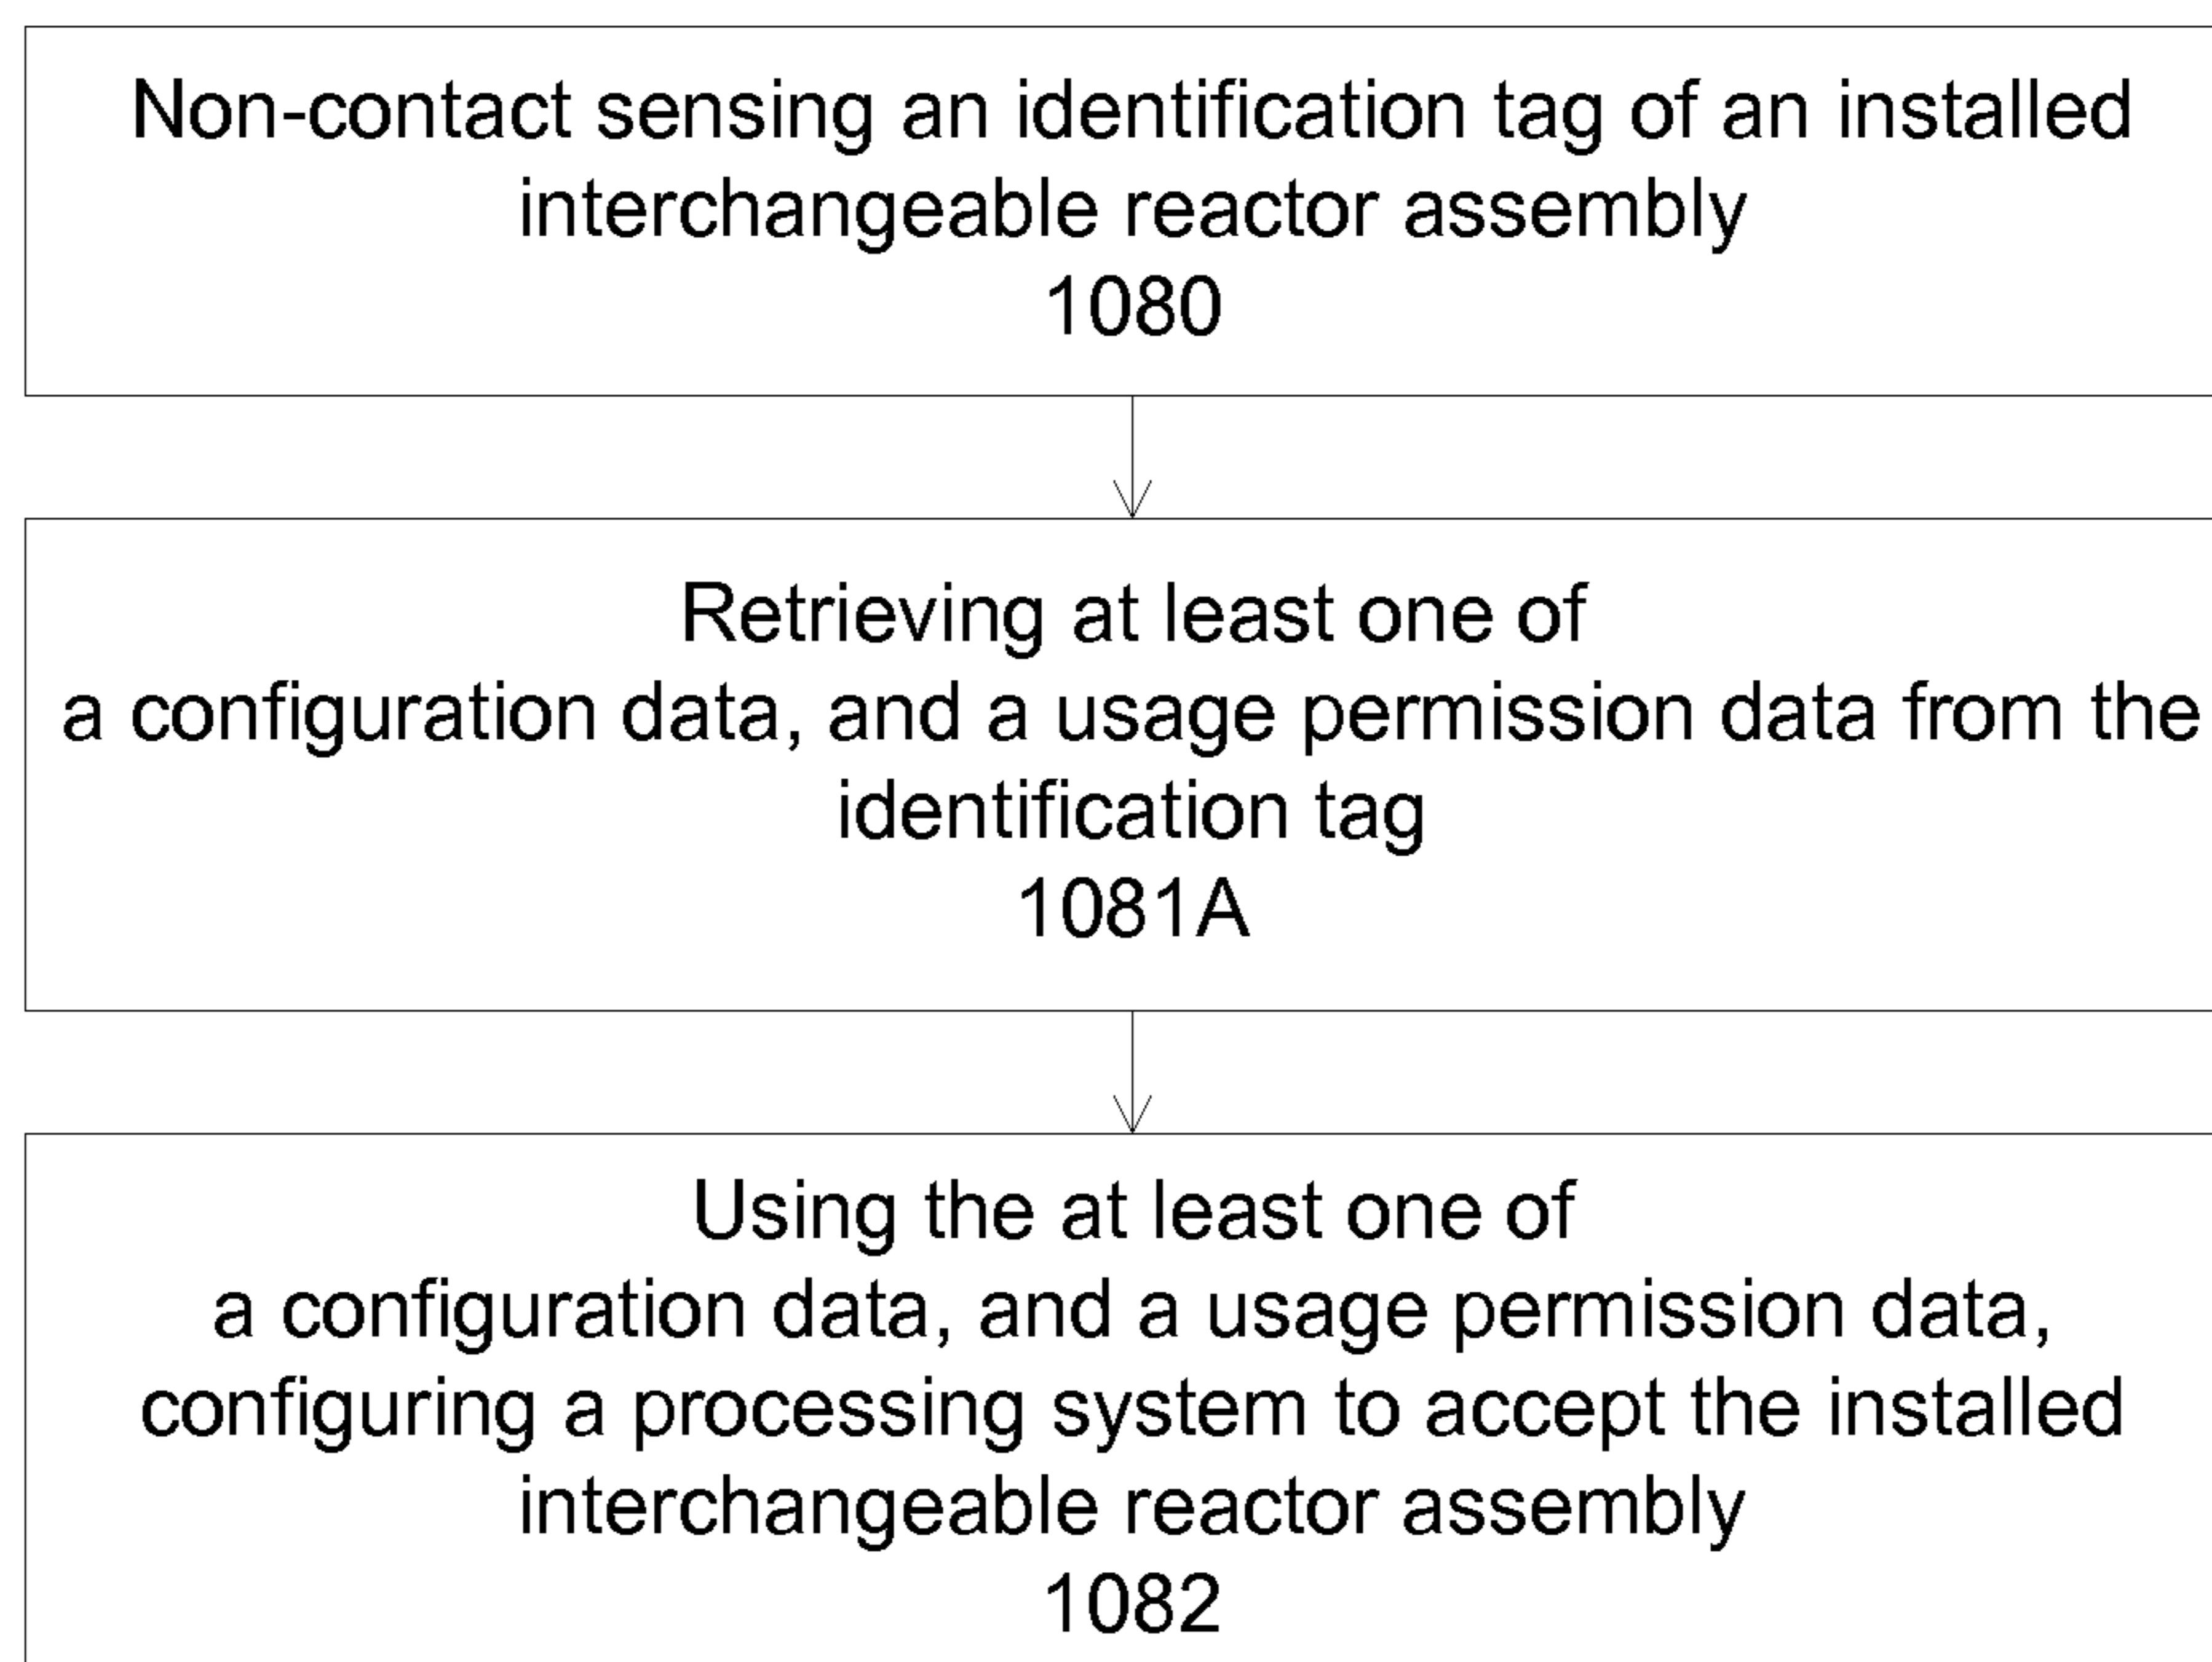 Non-contact sensing an identification tag of an installed
interchangeable reactor assembly
1080
Retrieving at least one of
a configuration data, and a usage permission data from the
identification tag
1081A
Using the at least one of
a configuration data, and a usage permission data,
configuring a processing system to accept the installed
interchangeable reactor assembly
1082